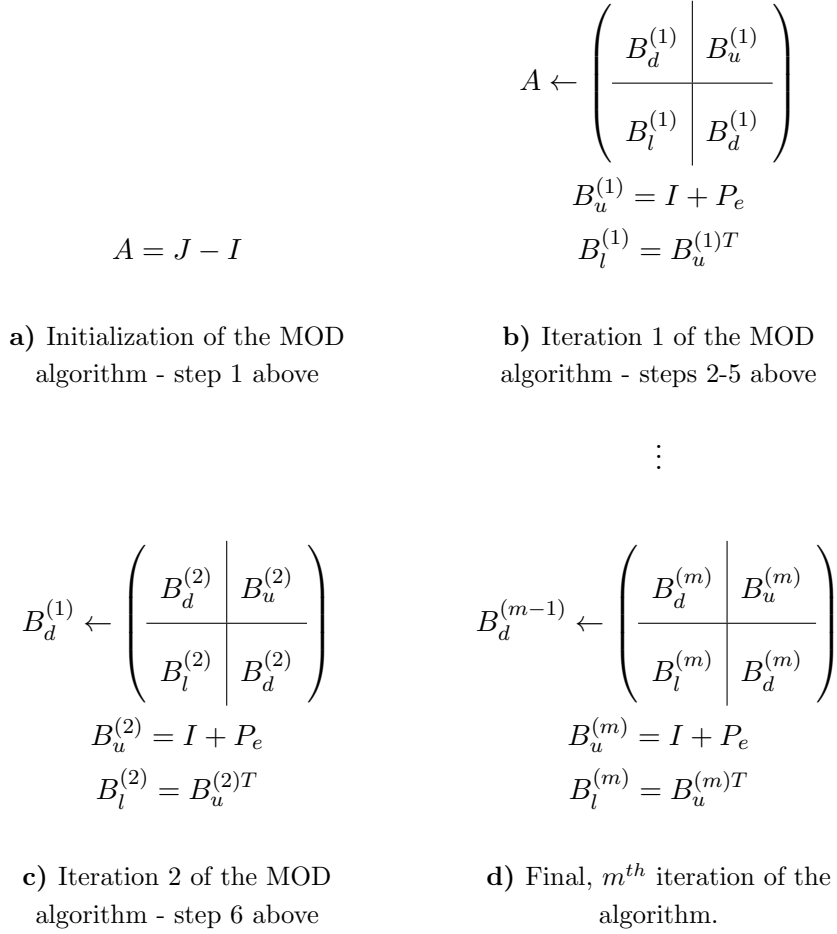 A = J − I
a) Initialization of the MOD
algorithm - step 1 above
A ← ( B_d^{(1)} | B_u^{(1)}
B_l^{(1)} | B_d^{(1)} )
B_u^{(1)} = I + P_e
B_l^{(1)} = B_u^{(1)T}
b) Iteration 1 of the MOD
algorithm - steps 2-5 above
⋮
B_d^{(1)} ← ( B_d^{(2)} | B_u^{(2)}
B_l^{(2)} | B_d^{(2)} )
B_u^{(2)} = I + P_e
B_l^{(2)} = B_u^{(2)T}
c) Iteration 2 of the MOD
algorithm - step 6 above
B_d^{(m−1)} ← ( B_d^{(m)} | B_u^{(m)}
B_l^{(m)} | B_d^{(m)} )
B_u^{(m)} = I + P_e
B_l^{(m)} = B_u^{(m)T}
d) Final, m^{th} iteration of the
algorithm.